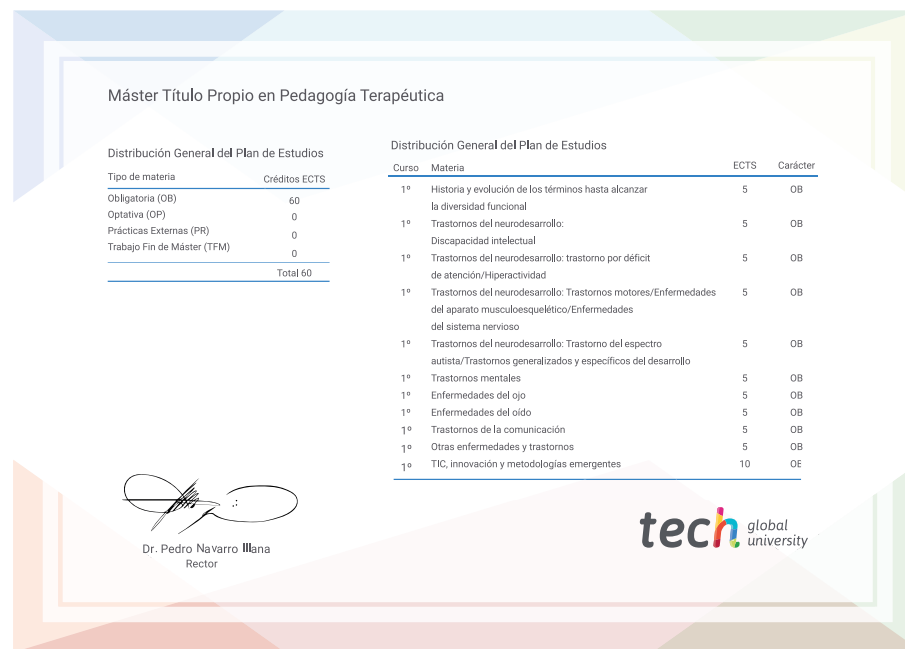 Máster Título Propio en Pedagogía Terapéutica
Distribución General del Plan de Estudios
Tipo de materia Créditos ECTS
Obligatoria (OB) 60
Optativa (OP) 0
Prácticas Externas (PR) 0
Trabajo Fin de Máster (TFM) 0
Total 60
Distribución General del Plan de Estudios
Curso Materia ECTS Carácter
1º Historia y evolución de los términos hasta alcanzar 5 OB
la diversidad funcional
1º Trastornos del neurodesarrollo: 5 OB
Discapacidad intelectual
1º Trastornos del neurodesarrollo: trastorno por déficit 5 OB
de atención/Hiperactividad
1º Trastornos del neurodesarrollo: Trastornos motores/Enfermedades 5 OB
del aparato musculoesquelético/Enfermedades
del sistema nervioso
1º Trastornos del neurodesarrollo: Trastorno del espectro 5 OB
autista/Trastornos generalizados y específicos del desarrollo
1º Trastornos mentales 5 OB
1º Enfermedades del ojo 5 OB
1º Enfermedades del oído 5 OB
1º Trastornos de la comunicación 5 OB
1º Otras enfermedades y trastornos 5 OB
1º TIC, innovación y metodologías emergentes 10 OB
Dr. Pedro Navarro Illana
Rector
tech global
university